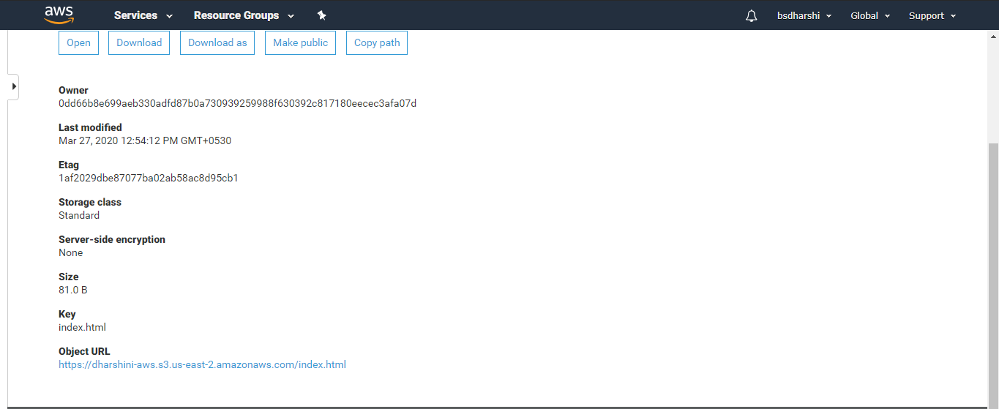 aws Services Resource Groups bsdharshi Global Support
Open Download Download as Make public Copy path
Owner
0dd66b8e699aeb330adfd87b0a730939259988f630392c817180eecec3afa07d
Last modified
Mar 27, 2020 12:54:12 PM GMT+0530
Etag
1af2029dbe87077ba02ab58ac8d95cb1
Storage class
Standard
Server-side encryption
None
Size
81.0 B
Key
index.html
Object URL
https://dharshini-aws.s3.us-east-2.amazonaws.com/index.html